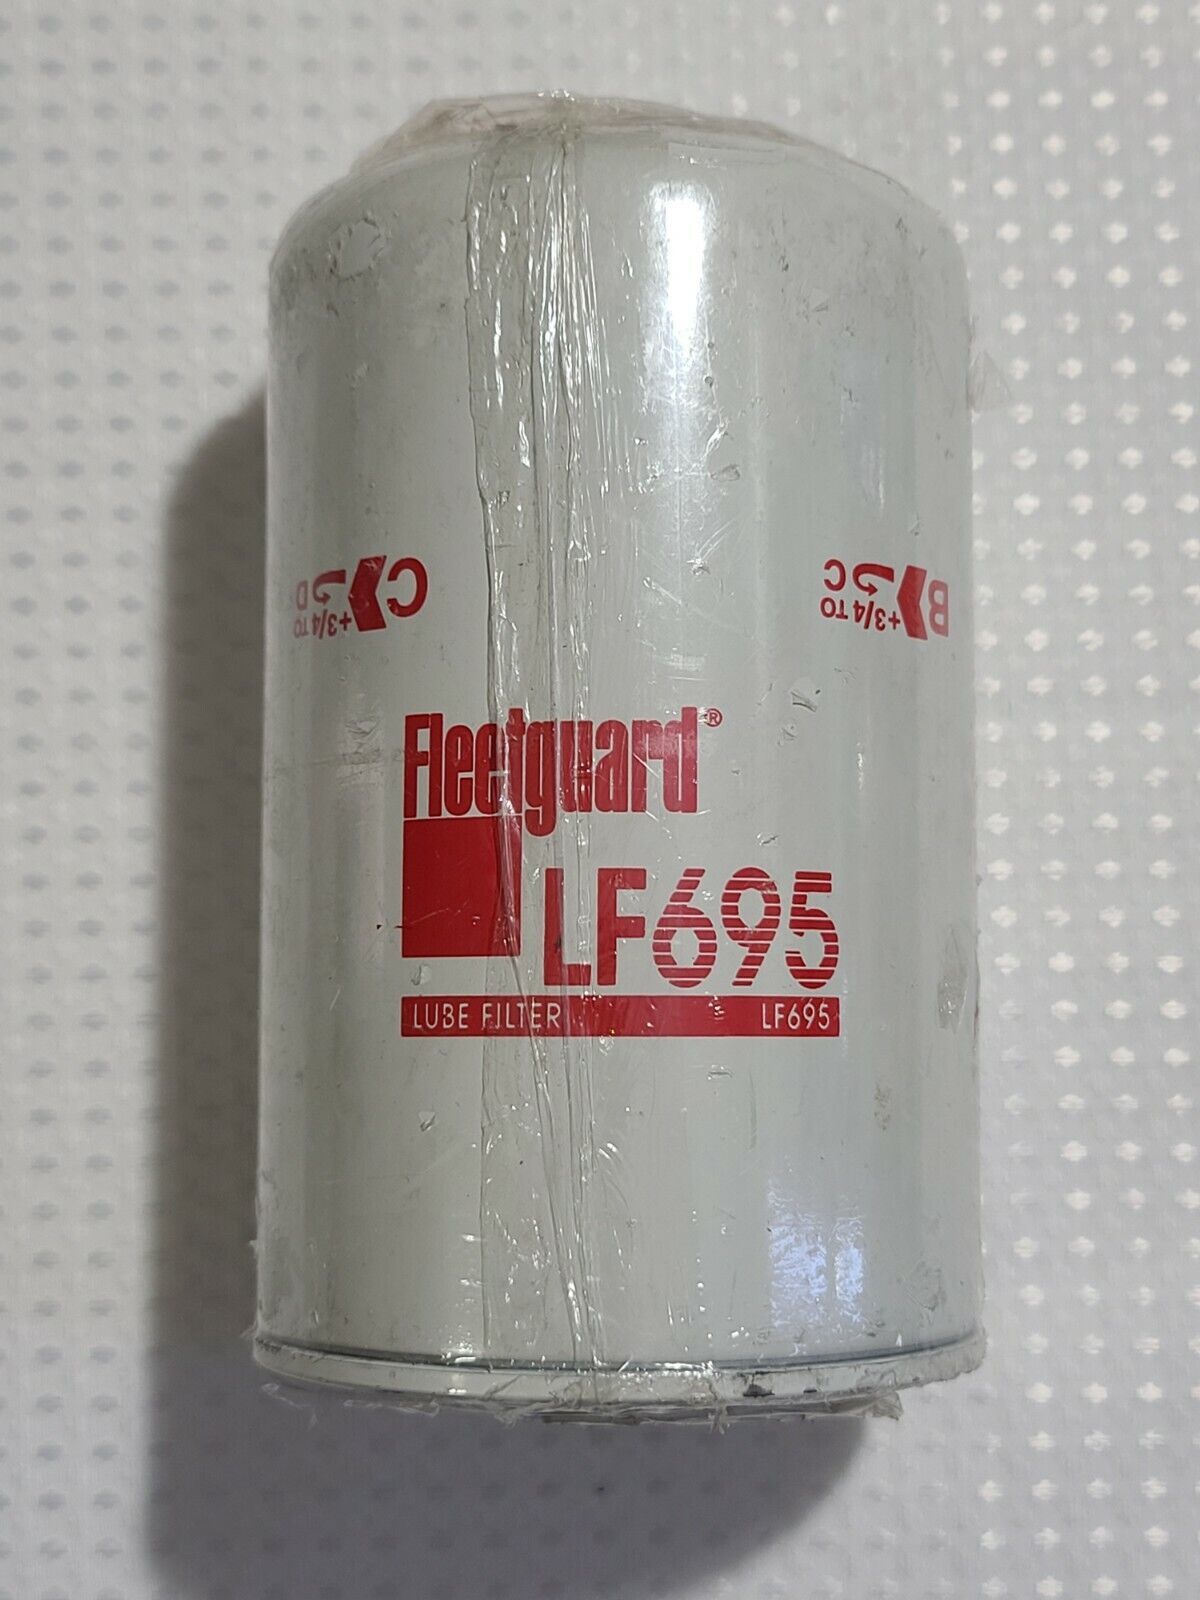 C
+3/4 TO
D
B
+3/4 TO
C
Fleetguard®
LF695
LUBE FILTER LF695